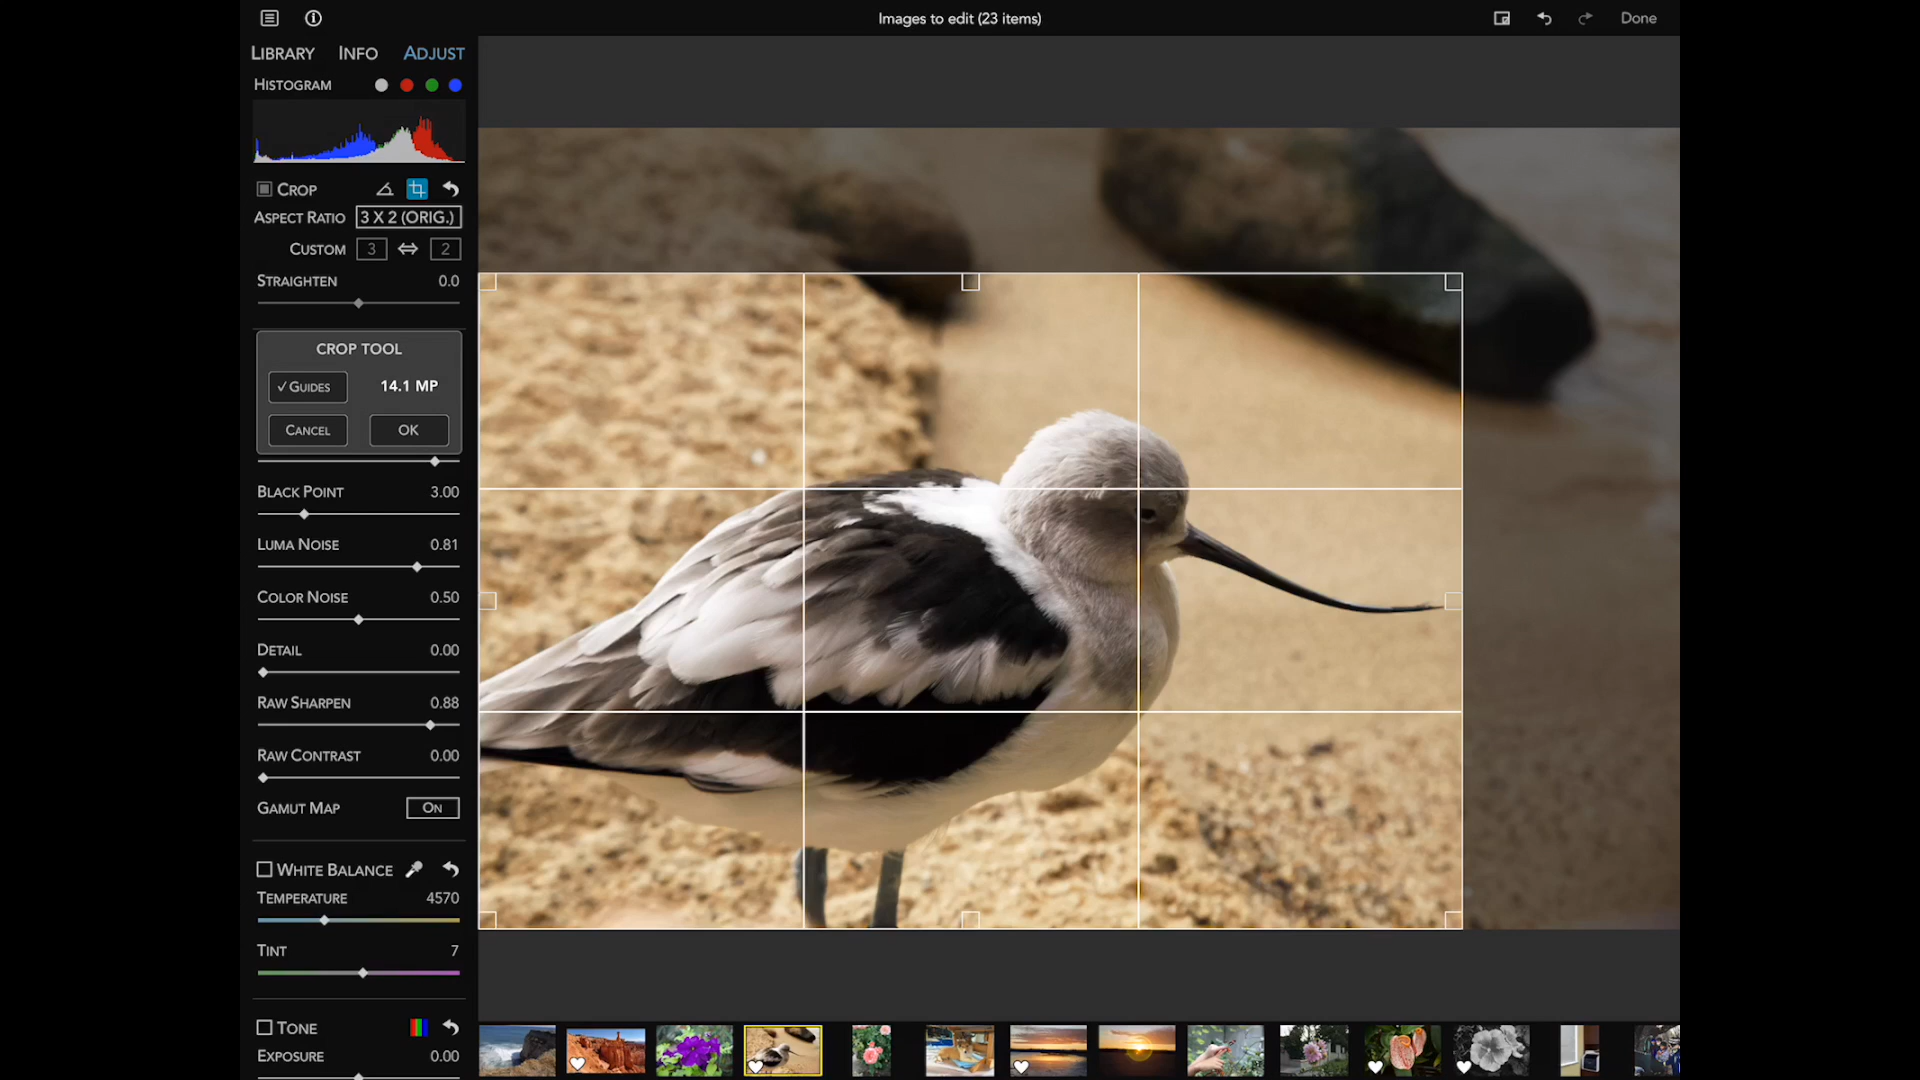 Images to edit (23 items)
Done
LIBRARY INFO ADJUST
HISTOGRAM
CROP
ASPECT RATIO 3 X 2 (ORIG.)
CUSTOM 3 2
STRAIGHTEN 0.0
CROP TOOL
✓ GUIDES 14.1 MP
CANCEL OK
BLACK POINT 3.00
LUMA NOISE 0.81
COLOR NOISE 0.50
DETAIL 0.00
RAW SHARPEN 0.88
RAW CONTRAST 0.00
GAMUT MAP ON
WHITE BALANCE
TEMPERATURE 4570
TINT 7
TONE
EXPOSURE 0.00